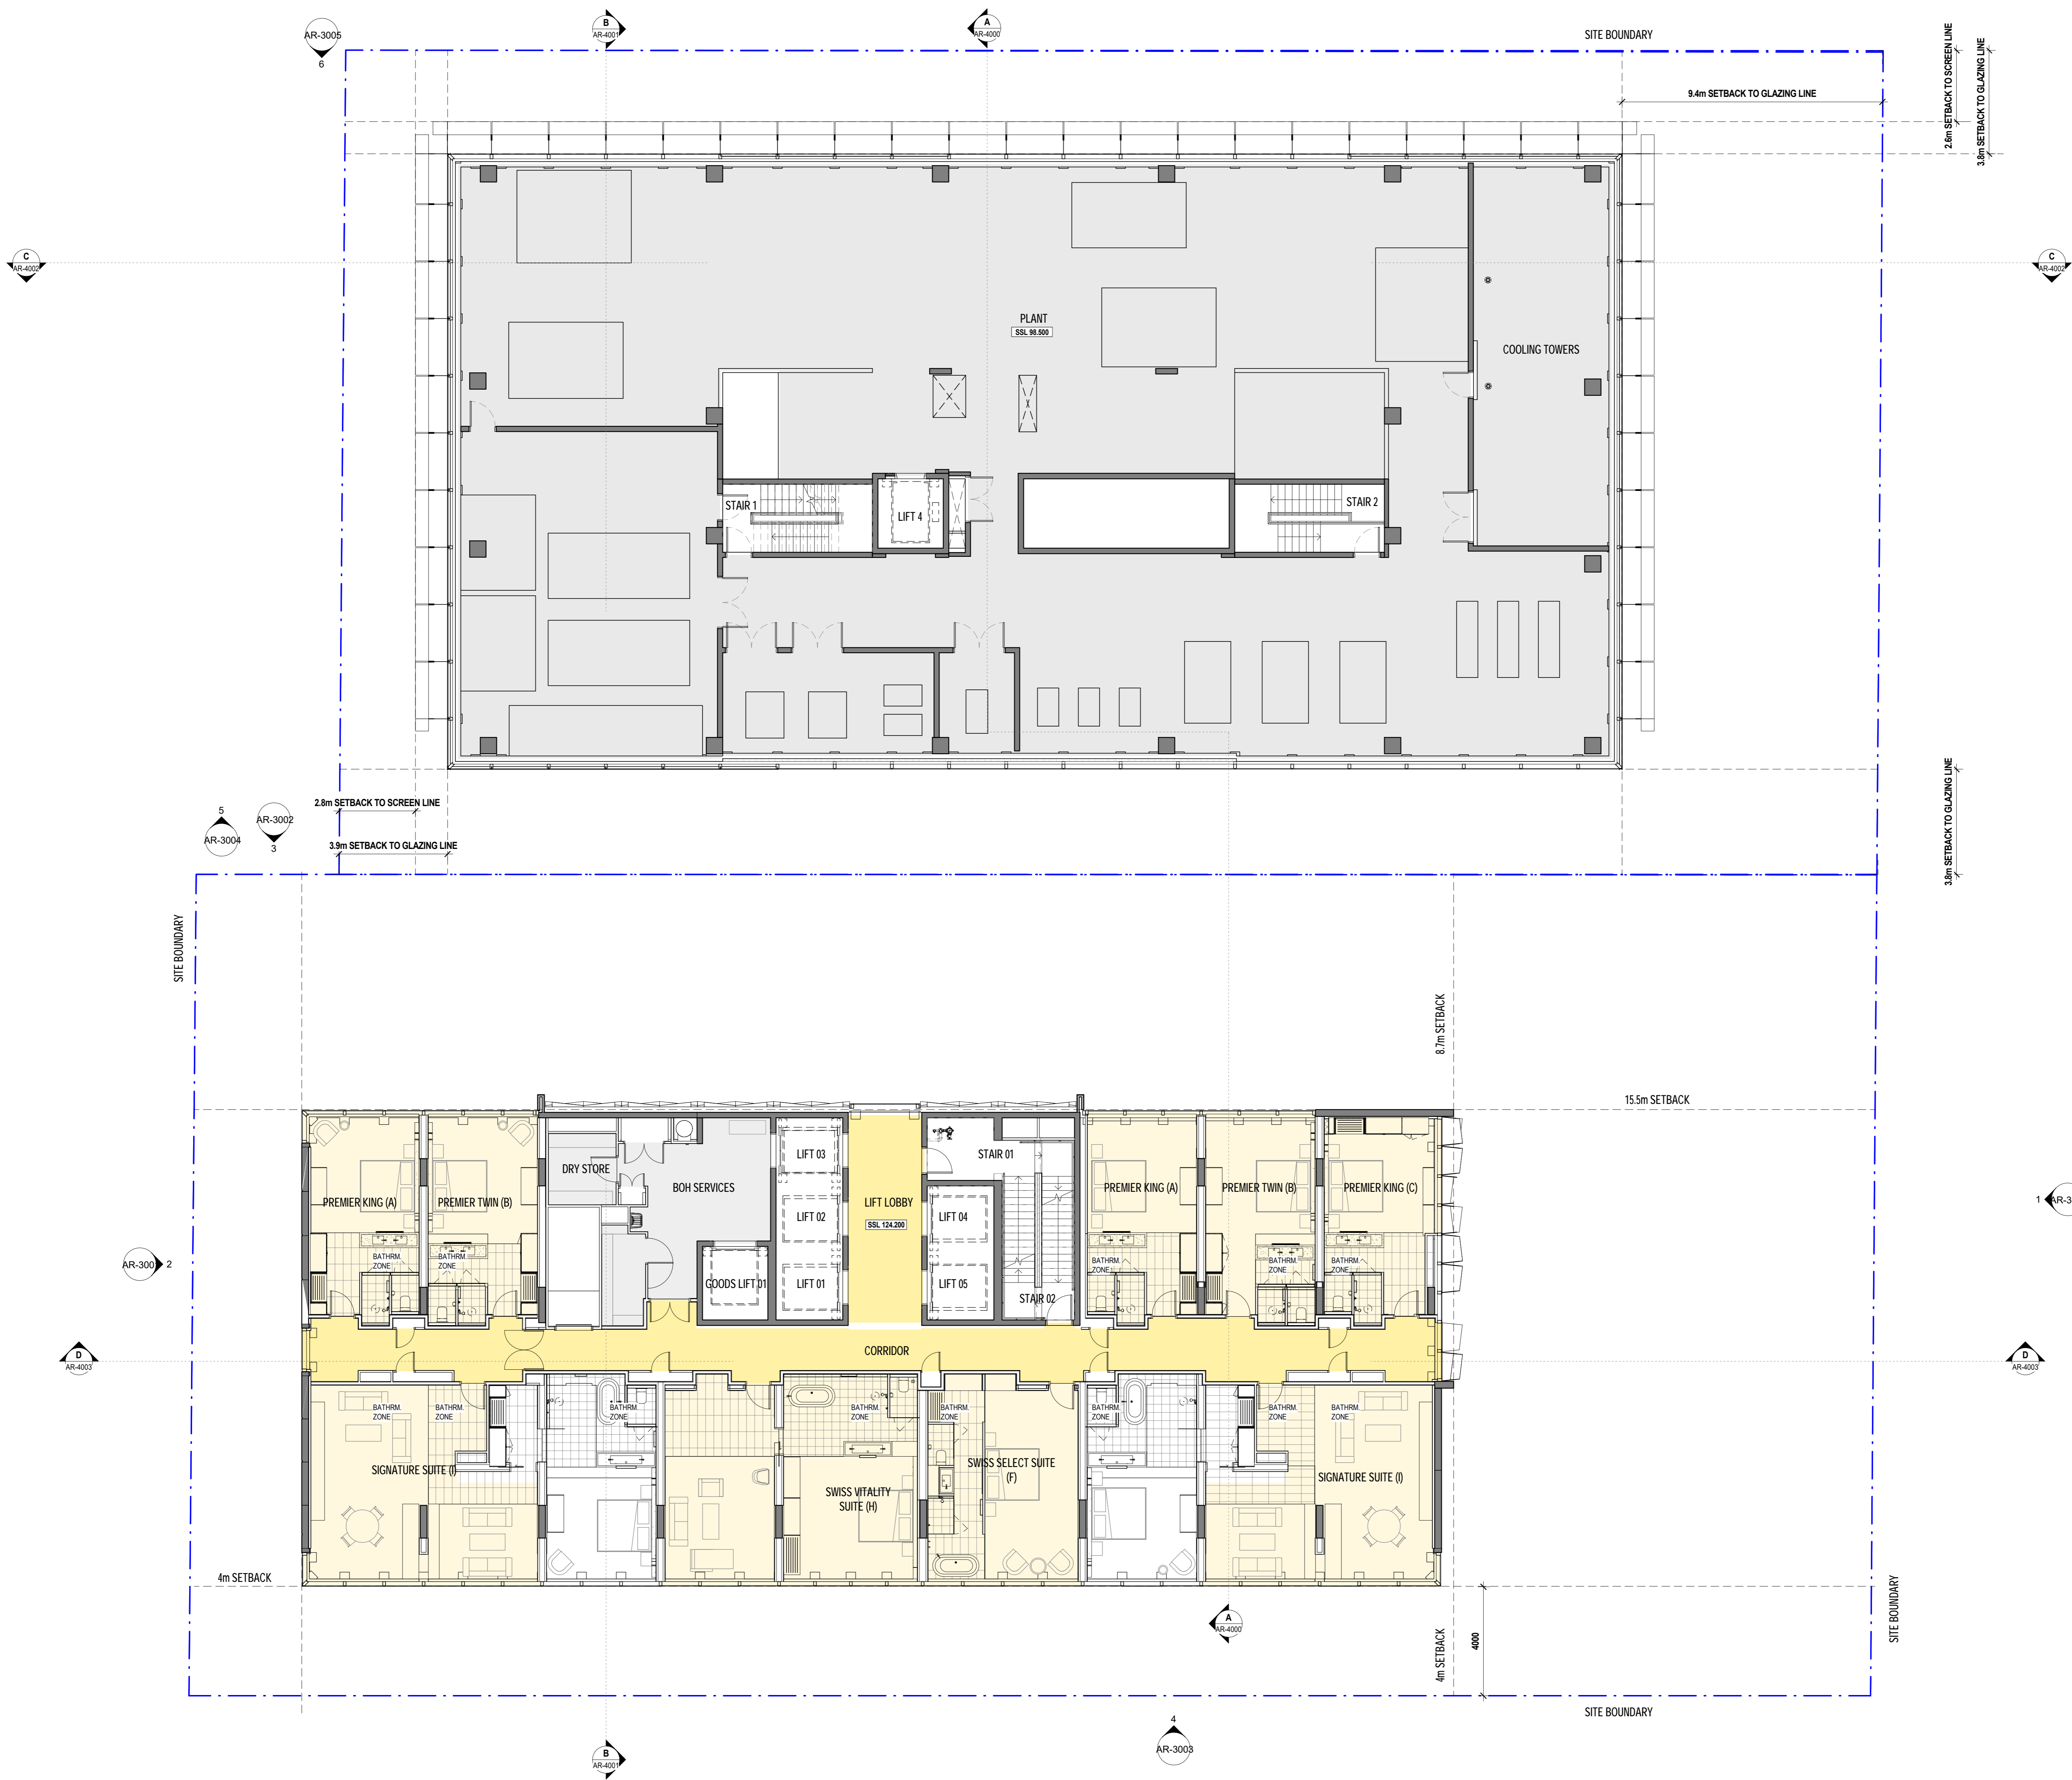 B
AR-4001
A
AR-4000
AR-3005
6
SITE BOUNDARY
9.4m SETBACK TO GLAZING LINE
2.6m SETBACK TO SCREEN LINE
3.8m SETBACK TO GLAZING LINE
C
AR-4002
C
AR-4002
PLANT
SSL 98.500
COOLING TOWERS
STAIR 1
LIFT 4
STAIR 2
2.8m SETBACK TO SCREEN LINE
5
AR-3004
AR-3002
3
3.9m SETBACK TO GLAZING LINE
3.8m SETBACK TO GLAZING LINE
SITE BOUNDARY
8.7m SETBACK
15.5m SETBACK
DRY STORE
BOH SERVICES
LIFT 03
LIFT 02
LIFT 01
GOODS LIFT 01
LIFT LOBBY
SSL 124.200
STAIR 01
LIFT 04
LIFT 05
STAIR 02
PREMIER KING (A)
PREMIER TWIN (B)
PREMIER KING (A)
PREMIER TWIN (B)
PREMIER KING (C)
1
BATHRM.
ZONE
BATHRM.
ZONE
BATHRM.
ZONE
BATHRM.
ZONE
BATHRM.
ZONE
2
CORRIDOR
D
AR-4003
D
AR-4003
BATHRM.
ZONE
BATHRM.
ZONE
BATHRM.
ZONE
BATHRM.
ZONE
BATHRM.
ZONE
BATHRM.
ZONE
BATHRM.
ZONE
BATHRM.
ZONE
SIGNATURE SUITE (I)
SWISS VITALITY
SUITE (H)
SWISS SELECT SUITE
(F)
SIGNATURE SUITE (I)
4m SETBACK
A
AR-4000
4m SETBACK
4000
SITE BOUNDARY
SITE BOUNDARY
4
AR-3003
B
AR-4001